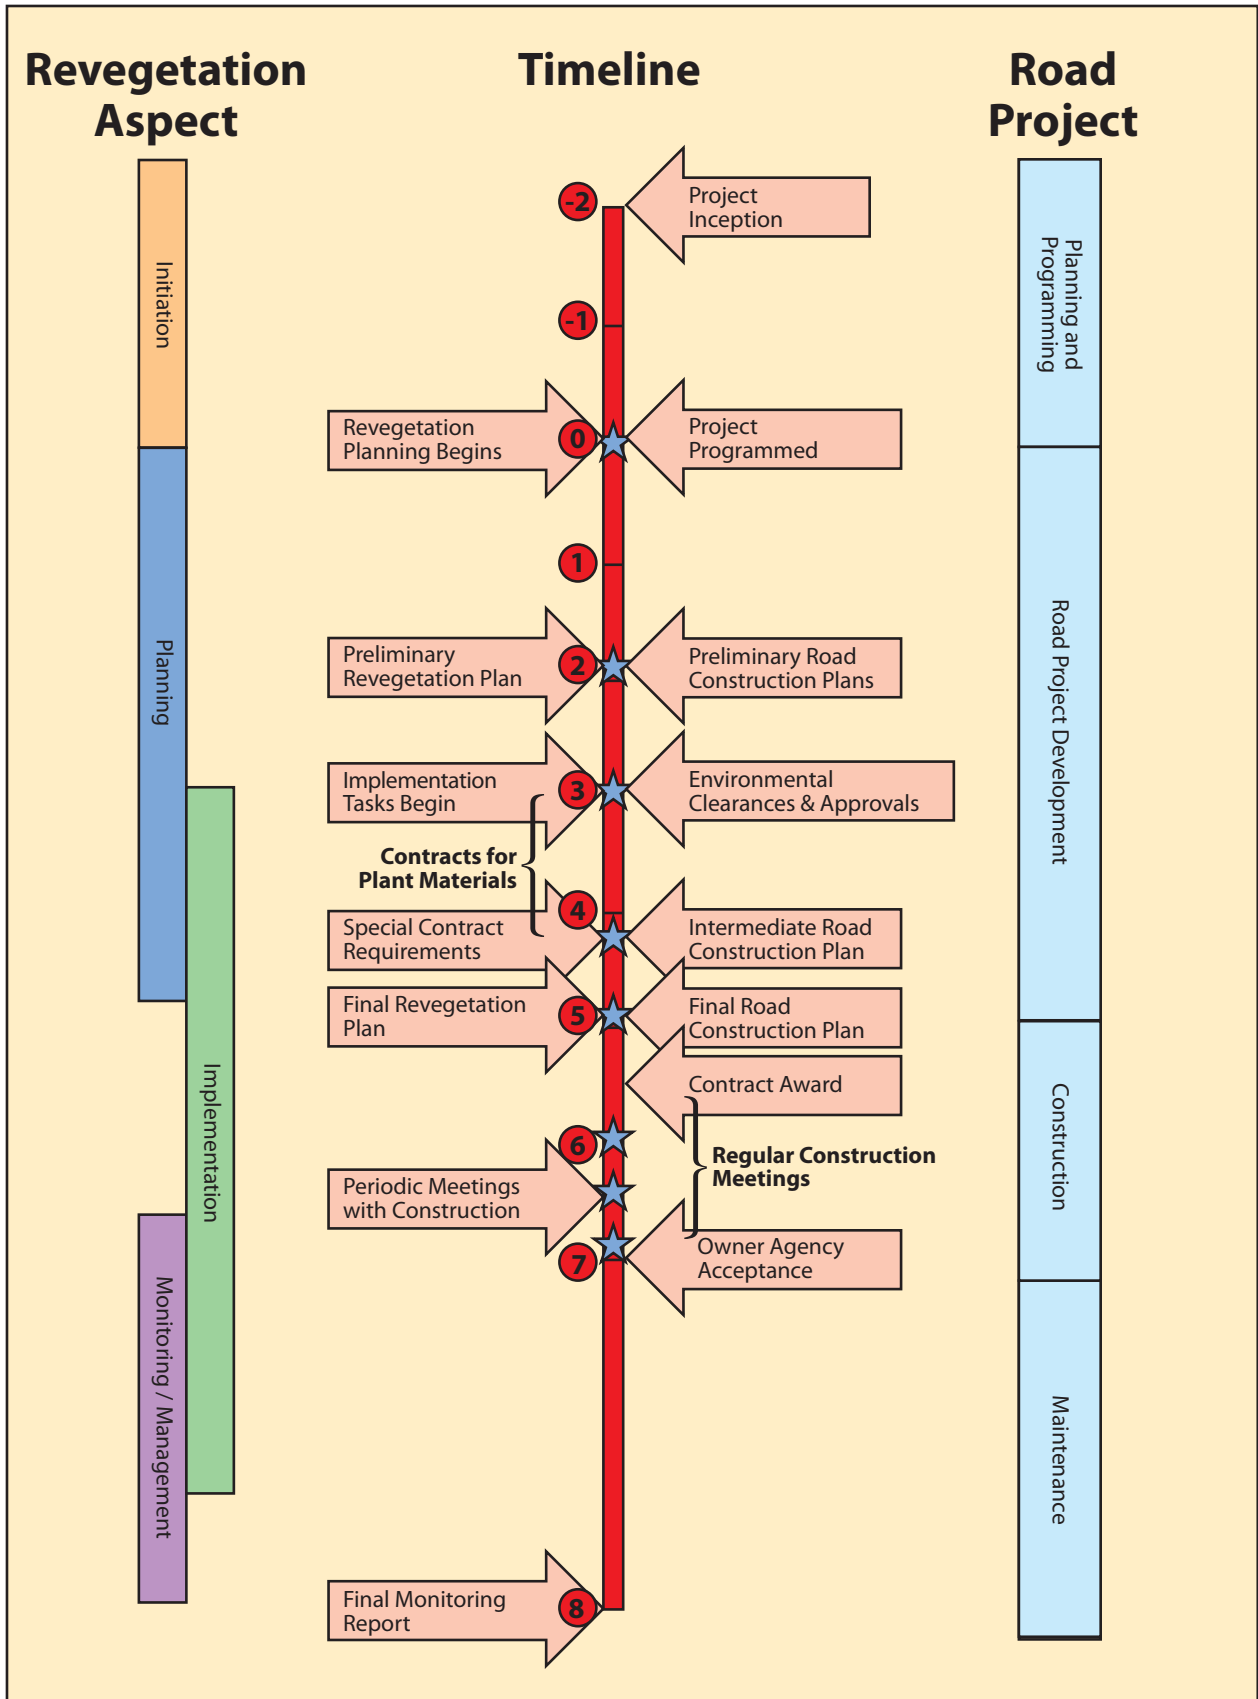 Revegetation
Aspect
Timeline
Road
Project
Initiation
Planning
Implementation
Monitoring / Management
-2
Project
Inception
-1
Revegetation
Planning Begins
0
Project
Programmed
1
Preliminary
Revegetation Plan
2
Preliminary Road
Construction Plans
Implementation
Tasks Begin
3
Environmental
Clearances & Approvals
Contracts for
Plant Materials
4
Special Contract
Requirements
Intermediate Road
Construction Plan
Final Revegetation
Plan
5
Final Road
Construction Plan
Contract Award
6
Regular Construction
Meetings
Periodic Meetings
with Construction
7
Owner Agency
Acceptance
Final Monitoring
Report
8
Planning and
Programming
Road Project Development
Construction
Maintenance